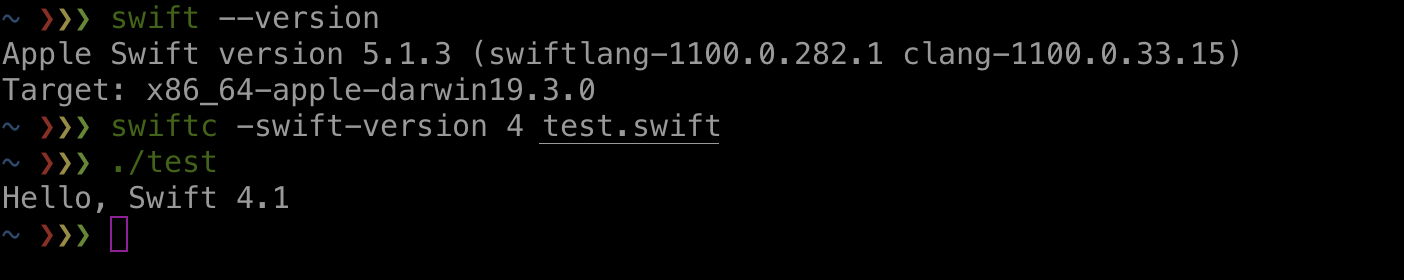 ~ ❯❯❯ swift --version
Apple Swift version 5.1.3 (swiftlang-1100.0.282.1 clang-1100.0.33.15)
Target: x86_64-apple-darwin19.3.0
~ ❯❯❯ swiftc -swift-version 4 test.swift
~ ❯❯❯ ./test
Hello, Swift 4.1
~ ❯❯❯